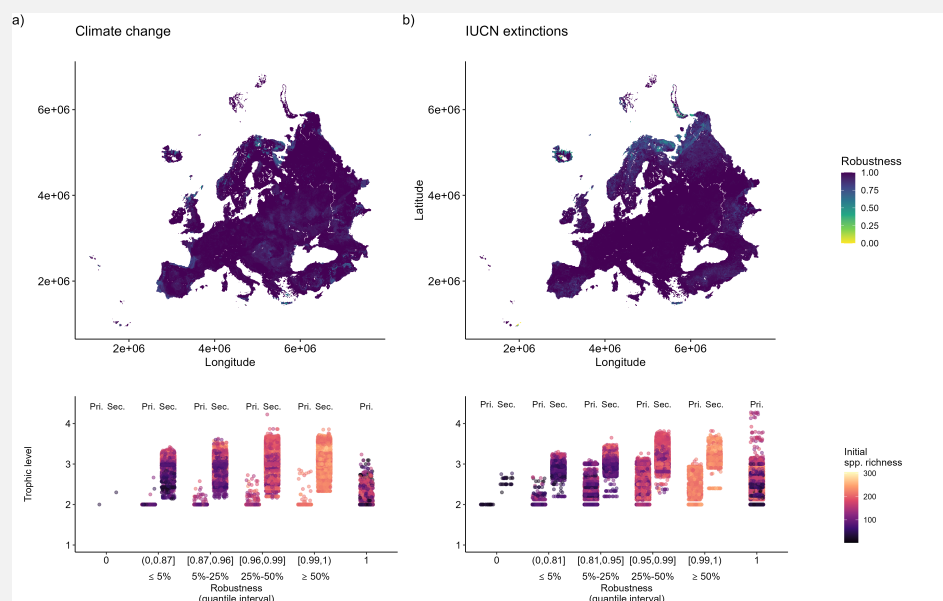 a)
b)
Climate change
IUCN extinctions
6e+06
4e+06
2e+06
2e+06 4e+06 6e+06
Longitude
Latitude
6e+06
4e+06
2e+06
2e+06 4e+06 6e+06
Longitude
Robustness
1.00
0.75
0.50
0.25
0.00
Trophic level
4
3
2
1
Pri. Sec. Pri. Sec. Pri. Sec. Pri. Sec. Pri. Sec. Pri.
0 (0,0.87] [0.87,0.96] [0.96,0.99] [0.99,1) 1
≤ 5% 5%-25% 25%-50% ≥ 50%
Robustness
(quantile interval)
4
3
2
1
Pri. Sec. Pri. Sec. Pri. Sec. Pri. Sec. Pri. Sec. Pri.
0 (0,0.81] [0.81,0.95] [0.95,0.99] [0.99,1) 1
≤ 5% 5%-25% 25%-50% ≥ 50%
Robustness
(quantile interval)
Initial
spp. richness
300
200
100